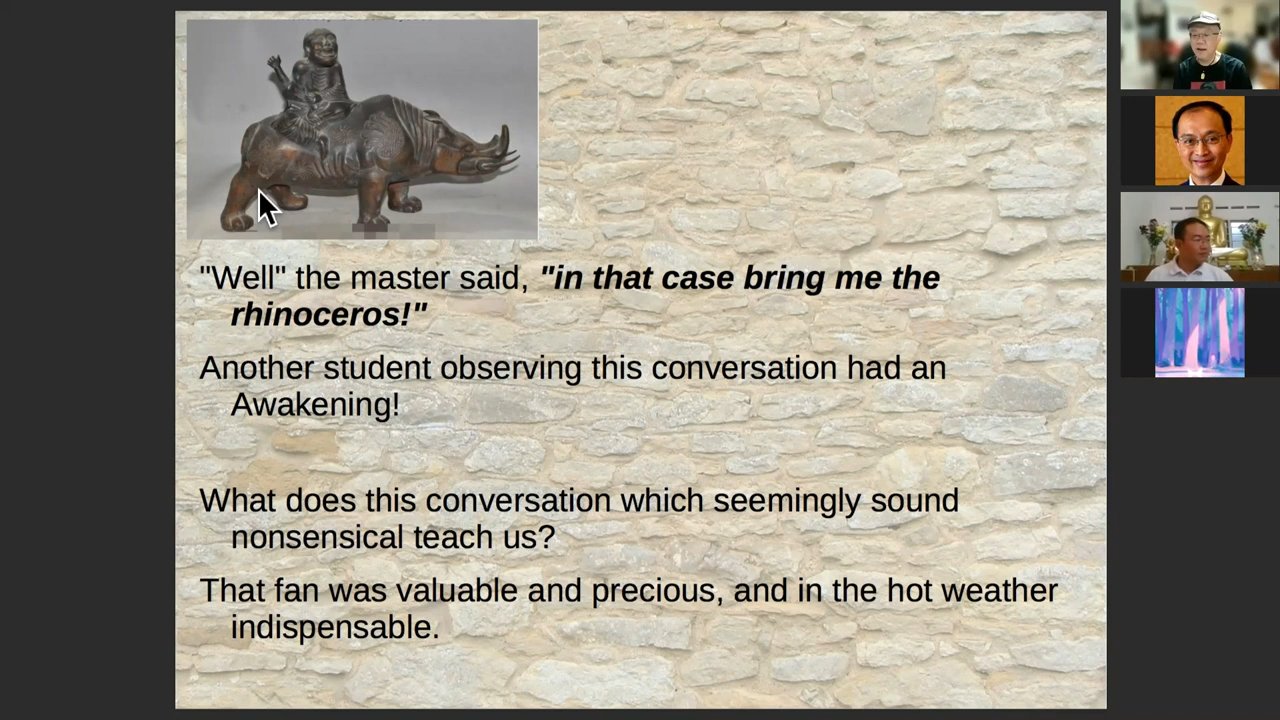 "Well" the master said, "in that case bring me the
rhinoceros!"
Another student observing this conversation had an
Awakening!
What does this conversation which seemingly sound
nonsensical teach us?
That fan was valuable and precious, and in the hot weather
indispensable.